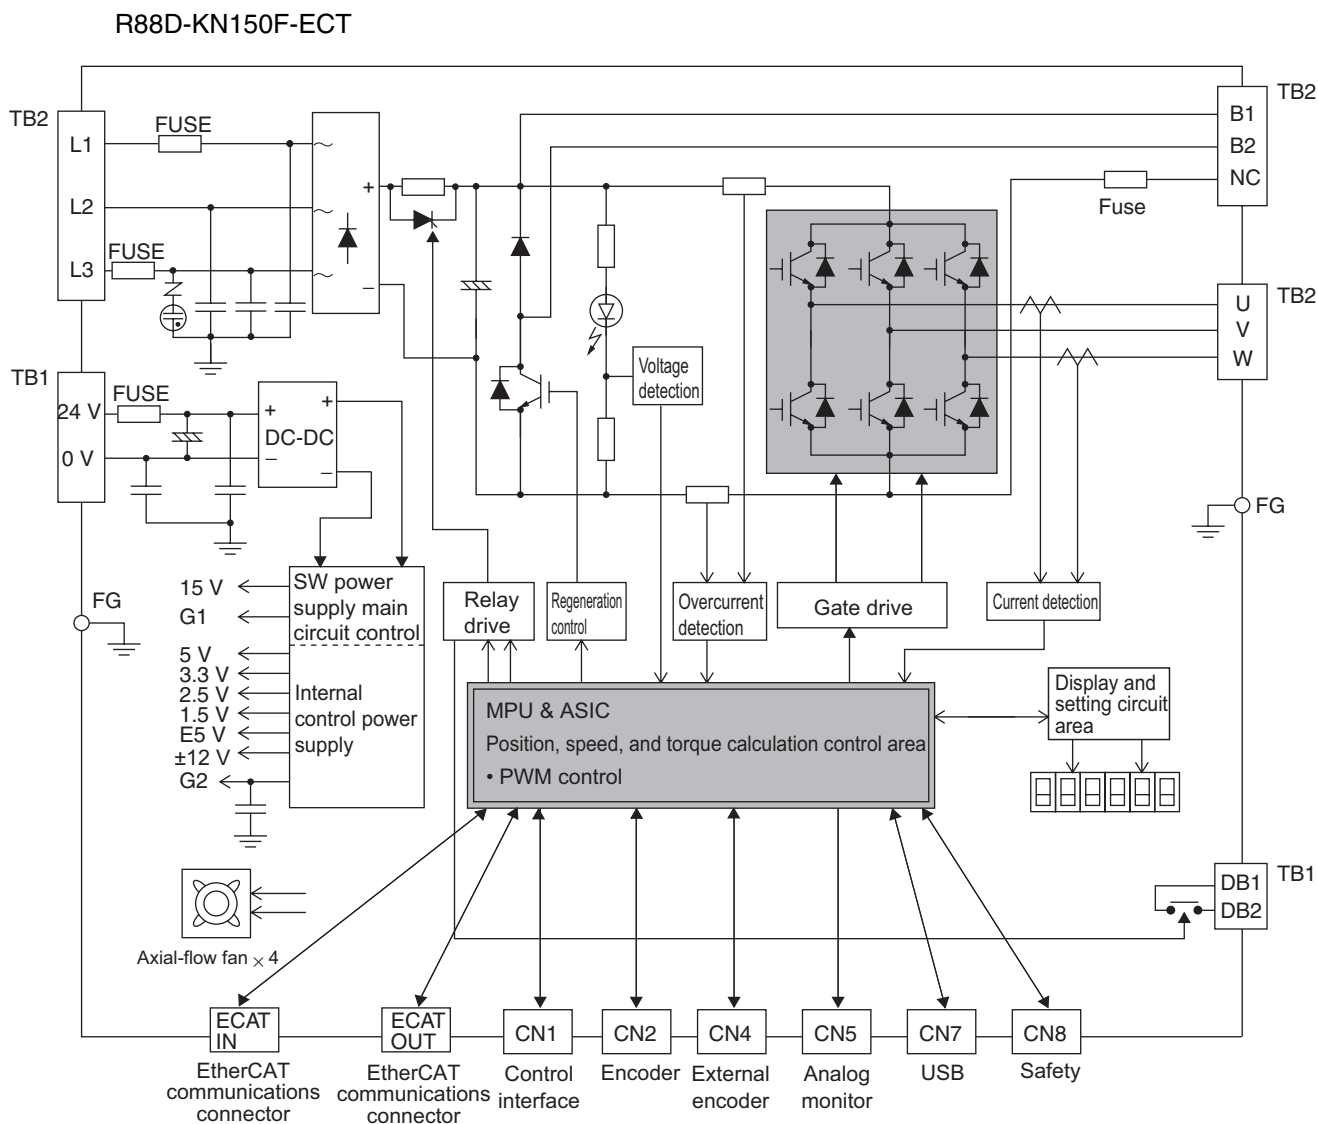 R88D-KN150F-ECT
TB2
L1
L2
L3
FUSE
FUSE
~
~
~
+
–
B1
B2
NC
TB2
Fuse
TB2
U
V
W
TB1
24 V
0 V
FUSE
+
–
DC-DC
+
–
Voltage
detection
FG
FG
15 V
G1
5 V
3.3 V
2.5 V
1.5 V
E5 V
±12 V
G2
SW power
supply main
circuit control
Internal
control power
supply
Relay
drive
Regeneration
control
Overcurrent
detection
Gate drive
Current detection
MPU & ASIC
Position, speed, and torque calculation control area
• PWM control
Display and
setting circuit
area
Axial-flow fan × 4
DB1
DB2
TB1
ECAT
IN
ECAT
OUT
CN1
CN2
CN4
CN5
CN7
CN8
EtherCAT
communications
connector
EtherCAT
communications
connector
Control
interface
Encoder
External
encoder
Analog
monitor
USB
Safety